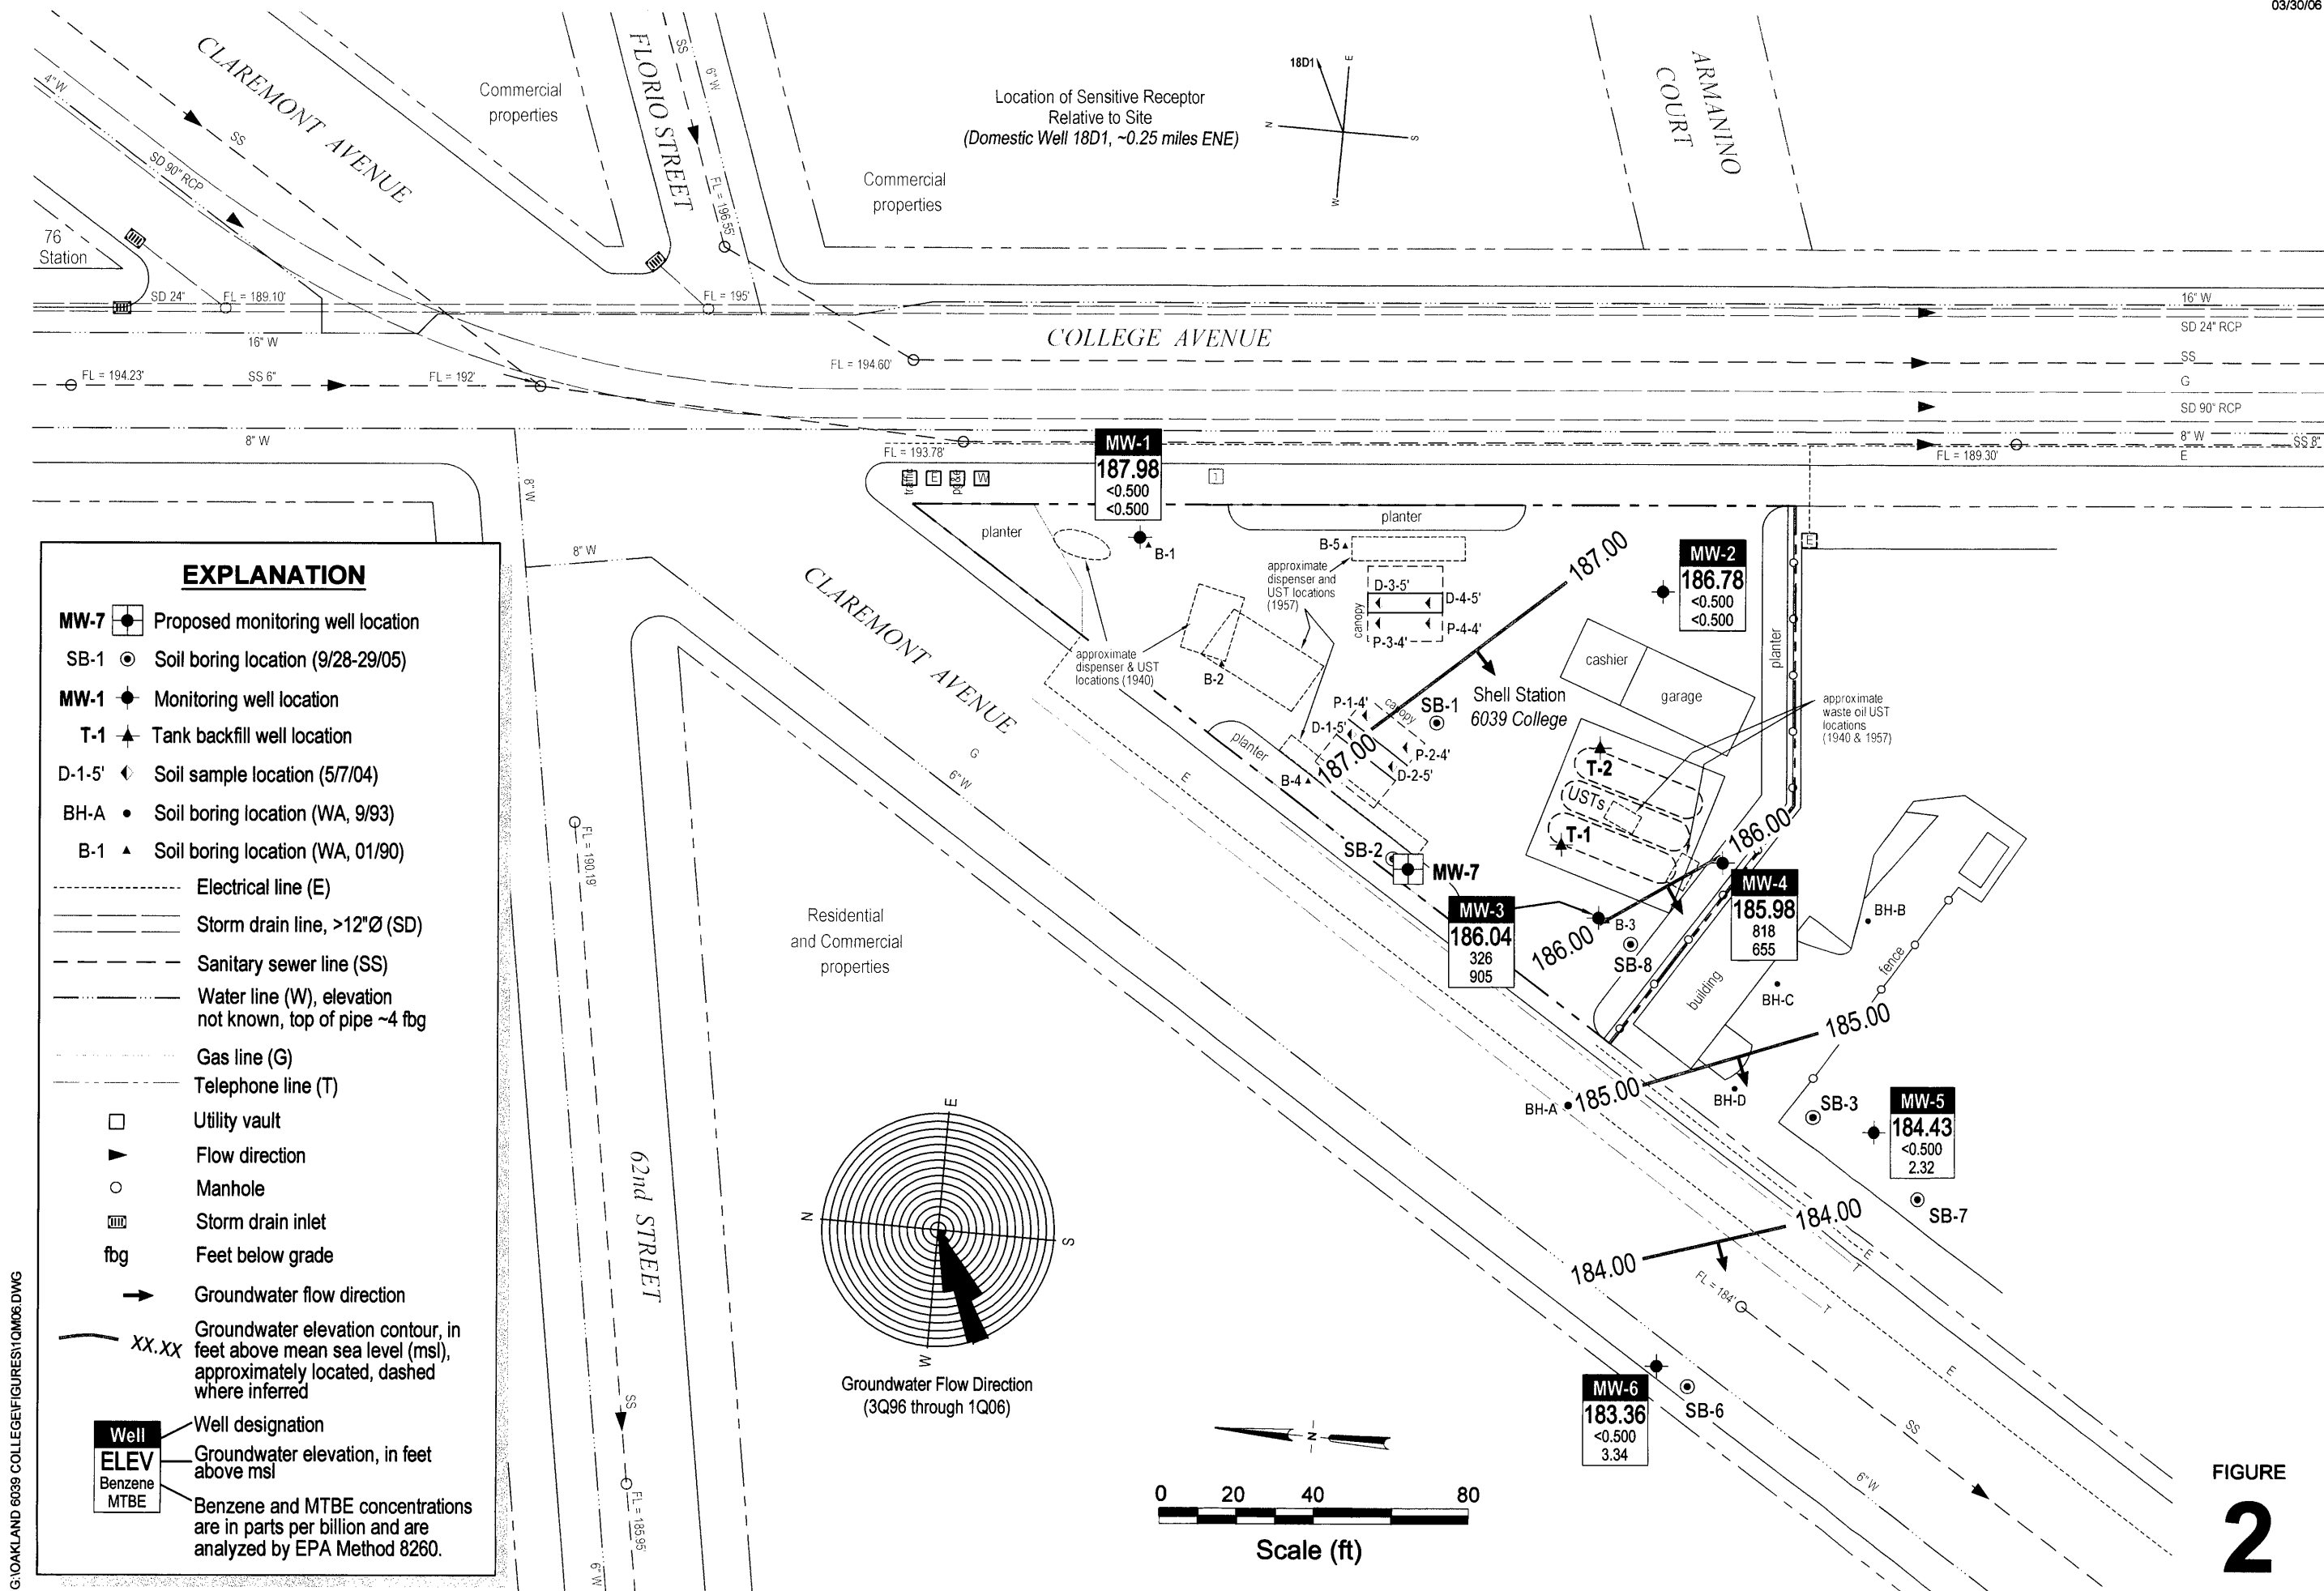 03/30/06
CLAREMONT AVENUE
4" W
SS
SD 90" RCP
Commercial
properties
FLORIO STREET
SS
6" W
FL = 196.55'
Commercial
properties
Location of Sensitive Receptor
Relative to Site
(Domestic Well 18D1, ~0.25 miles ENE)
18D1
E
N
S
W
ARMANINO
COURT
76
Station
SD 24"
FL = 189.10'
FL = 195'
16" W
COLLEGE AVENUE
FL = 194.60'
FL = 194.23'
SS 6"
FL = 192'
8" W
16" W
SD 24" RCP
SS
G
SD 90" RCP
8" W
SS 8"
E
FL = 189.30'
FL = 193.78'
traffic
E
W
T
MW-1
187.98
<0.500
<0.500
8" W
8" W
planter
B-1
planter
B-5
approximate
dispenser and
UST locations
(1957)
canopy
D-3-5'
D-4-5'
P-3-4'
P-4-4'
187.00
MW-2
186.78
<0.500
<0.500
E
planter
CLAREMONT AVENUE
approximate
dispenser & UST
locations (1940)
B-2
cashier
garage
Shell Station
6039 College
SB-1
P-1-4'
canopy
D-1-5'
P-2-4'
D-2-5'
187.00
planter
B-4
approximate
waste oil UST
locations
(1940 & 1957)
T-2
USTs
T-1
186.00
SB-2
MW-7
MW-3
186.04
326
905
B-3
186.00
SB-8
MW-4
185.98
818
655
BH-B
BH-C
building
fence
G
6" W
E
Residential
and Commercial
properties
185.00
185.00
BH-A
BH-D
SB-3
MW-5
184.43
<0.500
2.32
SB-7
184.00
184.00
E
T
T
FL = 184'
E
SS
6" W
MW-6
183.36
<0.500
3.34
SB-6
FL = 190.19'
62nd STREET
SS
FL = 185.95'
6" W
E
N
S
W
Groundwater Flow Direction
(3Q96 through 1Q06)
N
0 20 40 80
Scale (ft)
EXPLANATION
MW-7 Proposed monitoring well location
SB-1 Soil boring location (9/28-29/05)
MW-1 Monitoring well location
T-1 Tank backfill well location
D-1-5' Soil sample location (5/7/04)
BH-A Soil boring location (WA, 9/93)
B-1 Soil boring location (WA, 01/90)
Electrical line (E)
Storm drain line, >12"Ø (SD)
Sanitary sewer line (SS)
Water line (W), elevation
not known, top of pipe ~4 fbg
Gas line (G)
Telephone line (T)
Utility vault
Flow direction
Manhole
Storm drain inlet
fbg Feet below grade
Groundwater flow direction
XX.XX Groundwater elevation contour, in
feet above mean sea level (msl),
approximately located, dashed
where inferred
Well
ELEV
Benzene
MTBE
Well designation
Groundwater elevation, in feet
above msl
Benzene and MTBE concentrations
are in parts per billion and are
analyzed by EPA Method 8260.
G:\OAKLAND 6039 COLLEGE\FIGURES\1QM06.DWG
FIGURE
2